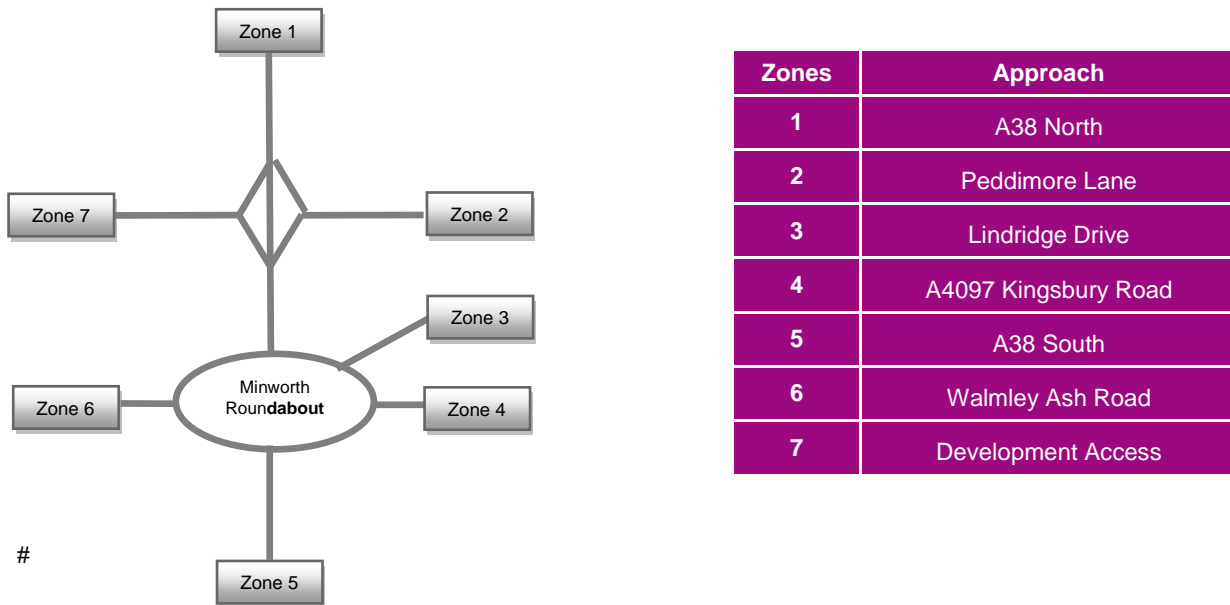 Zone 1
Zone 7
Zone 2
Zone 3
Minworth
Roundabout
Zone 6
Zone 4
#
Zone 5
Zones Approach
1 A38 North
2 Peddimore Lane
3 Lindridge Drive
4 A4097 Kingsbury Road
5 A38 South
6 Walmley Ash Road
7 Development Access